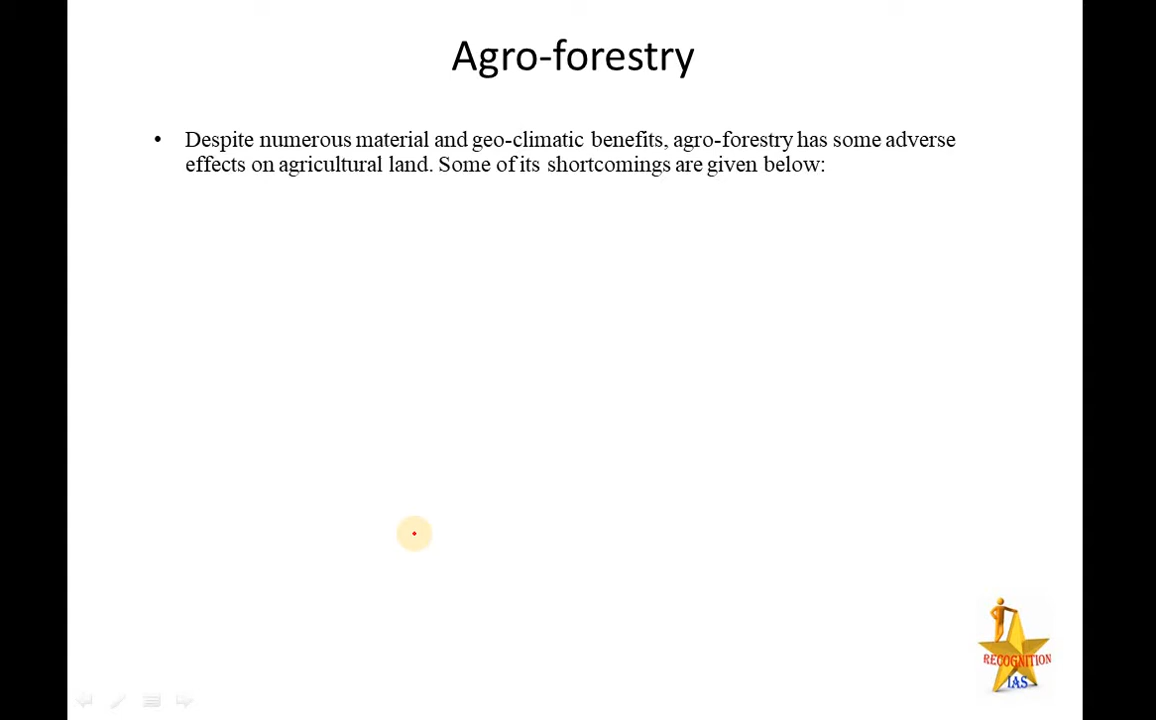 Agro-forestry
• Despite numerous material and geo-climatic benefits, agro-forestry has some adverse
effects on agricultural land. Some of its shortcomings are given below:
RECOGNITION
IAS